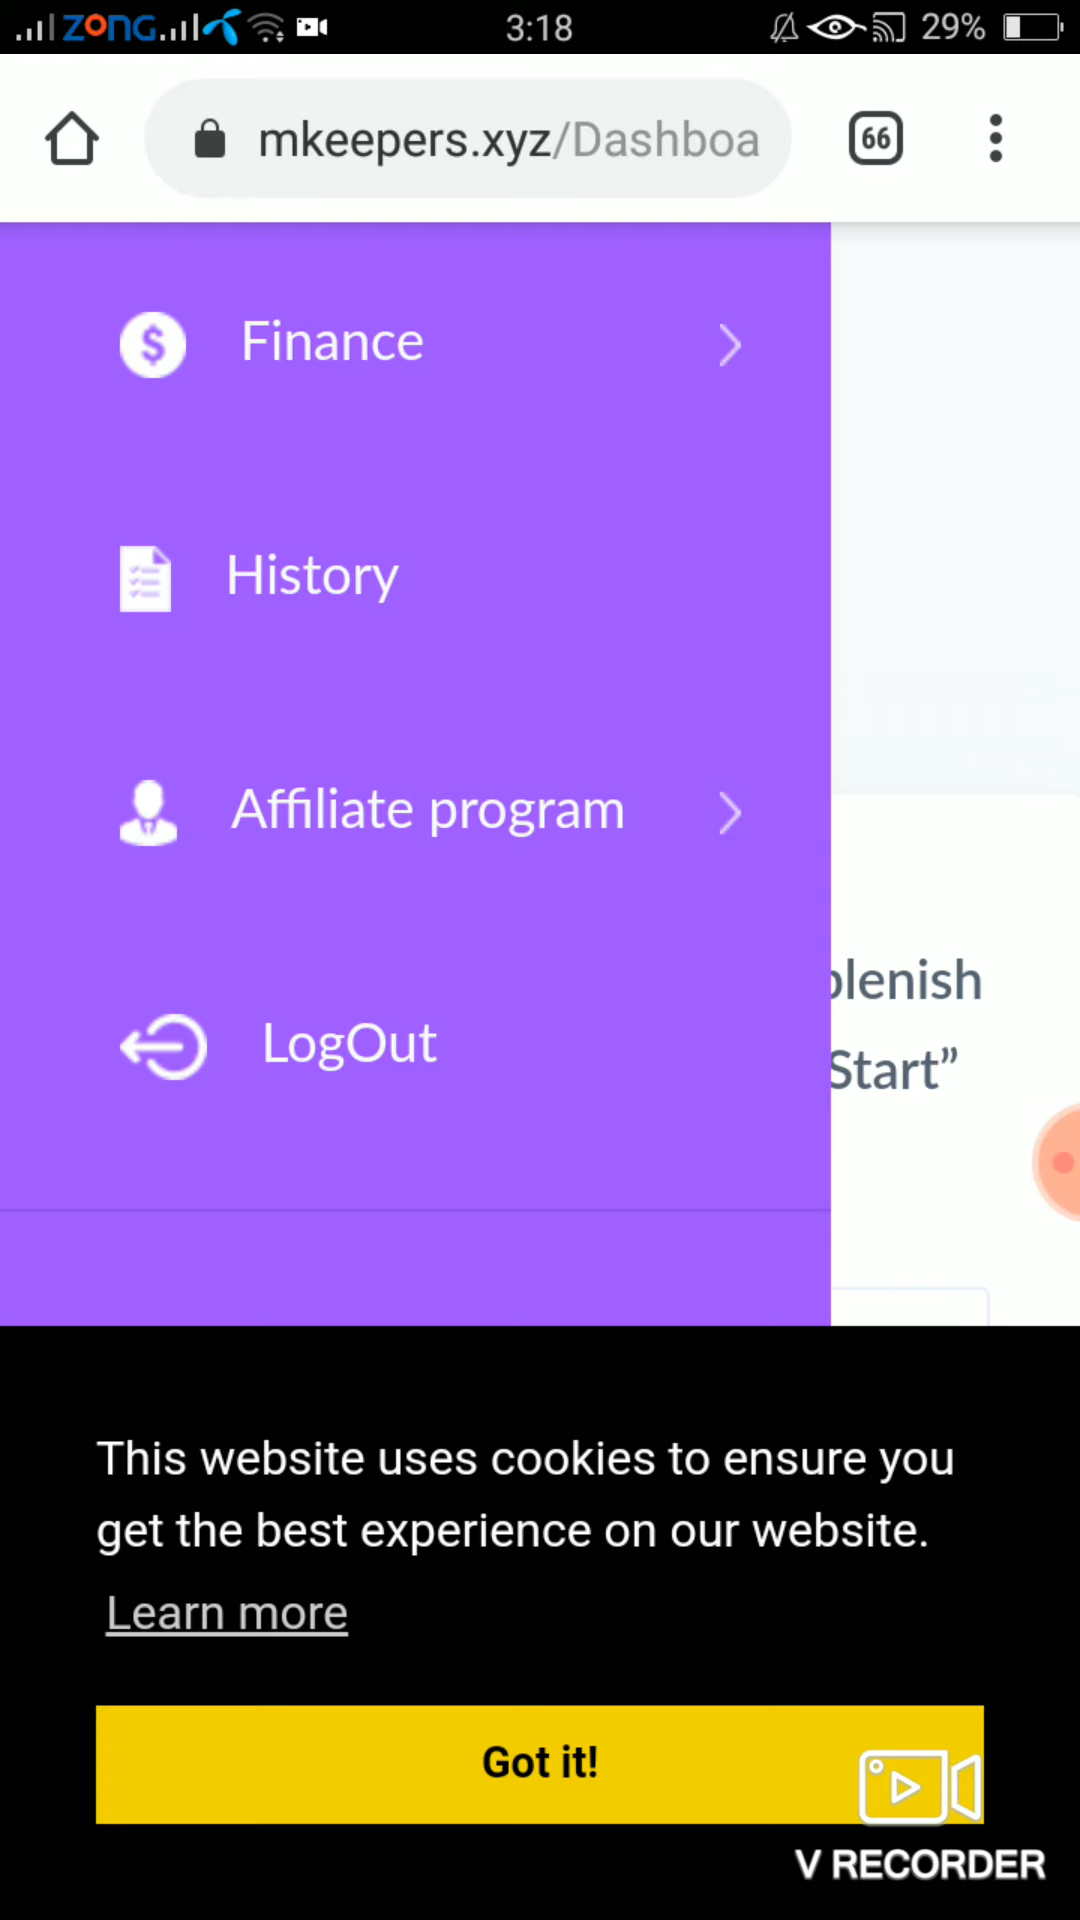 ZONG 3:18 29%
mkeepers.xyz/Dashboa 66
Finance
History
Affiliate program
plenish
LogOut
Start”
This website uses cookies to ensure you
get the best experience on our website.
Learn more
Got it!
V RECORDER